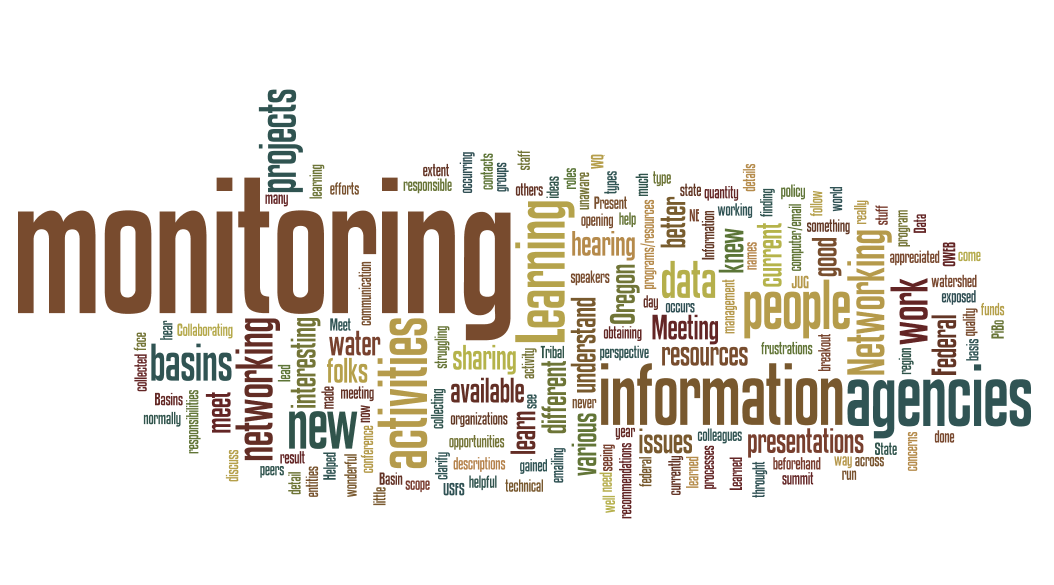 projects
many
learning
efforts
extent
responsible
occurring
contacts
groups
staff
others
ideas
roles
unaware
WQ
types
Present
opening
help
much
type
programs/resources
better
state
quantity
NE
Information
working
details
finding
policy
computer/email
follow
world
something
really
stuff
program
Data
appreciated
OWEB
come
monitoring
Learning
hearing
speakers
Oregon
data
knew
names
current
good
JUG
people
Networking
work
watershed
exposed
funds
quality
basis
PiBo
Federal
region
communication
hear
face
collected
Collaborating
basins
Basins
normally
responsibilities
meet
networking
lead
interesting
Meet
water
folks
made
meeting
new
now
activities
struggling
sharing
activity
Tribal
understand
day
occurs
obtaining
Meeting
management
perspective
resources
frustrations
breakout
available
collecting
organizations
see
learn
different
never
various
information
agencies
discuss
peers
result
detail
entities
Helped
wonderful
conference
little
Basin
scope
clarify
USFS
opportunities
descriptions
helpful
technical
gained
emailing
year
seeing
need
well
recommendations
issues
federal
currently
learned
processes
colleagues
Learned
presentations
through
beforehand
summit
way
across
run
State
concerns
done